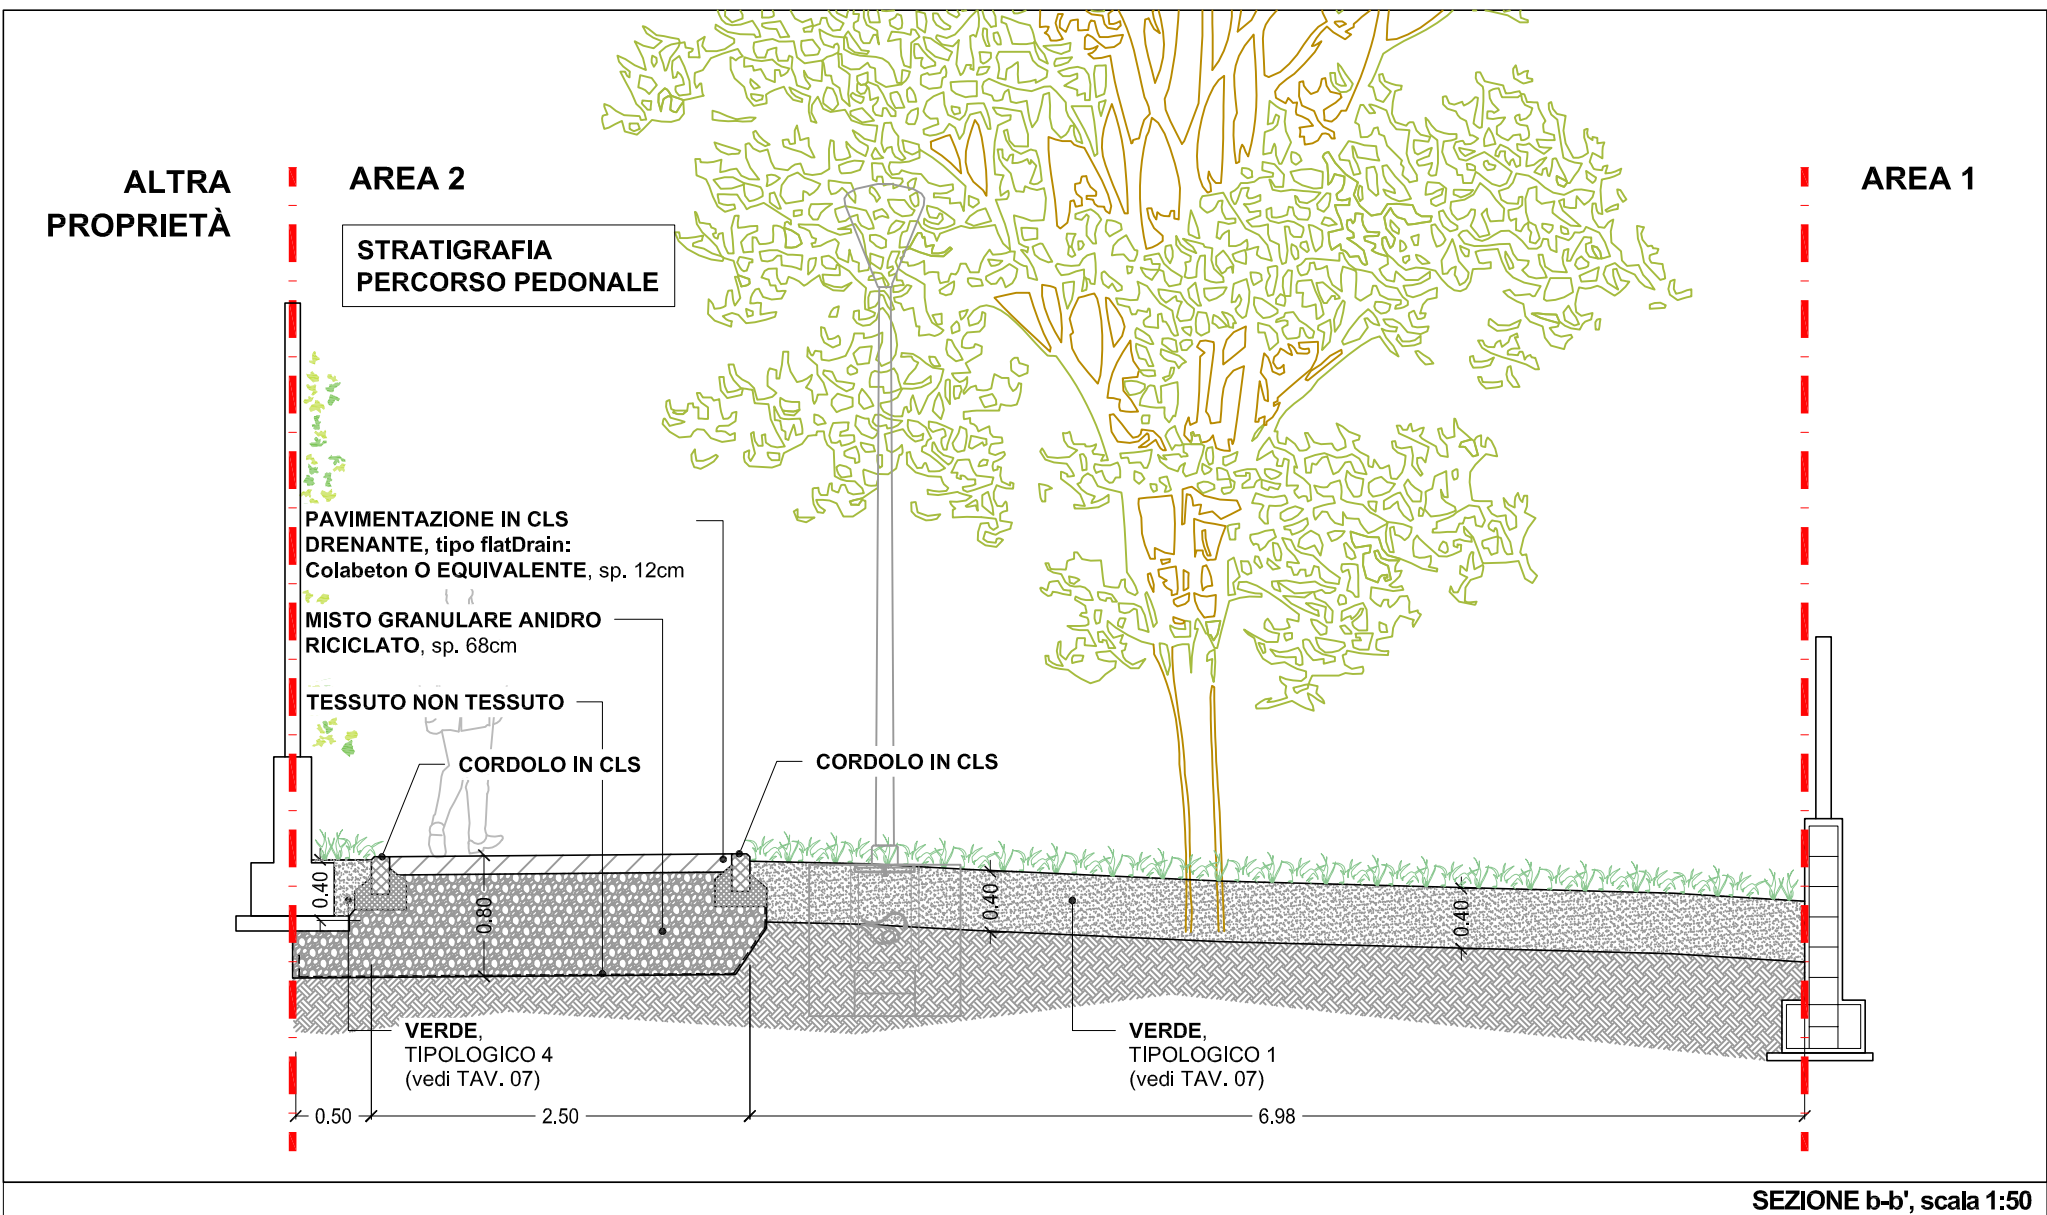 ALTRA
PROPRIETÀ
AREA 2
AREA 1
STRATIGRAFIA
PERCORSO PEDONALE
PAVIMENTAZIONE IN CLS
DRENANTE, tipo flatDrain:
Colabeton O EQUIVALENTE, sp. 12cm
MISTO GRANULARE ANIDRO
RICICLATO, sp. 68cm
TESSUTO NON TESSUTO
CORDOLO IN CLS
CORDOLO IN CLS
0.40
0.80
0.40
0.40
VERDE,
TIPOLOGICO 4
(vedi TAV. 07)
VERDE,
TIPOLOGICO 1
(vedi TAV. 07)
0.50
2.50
6.98
SEZIONE b-b', scala 1:50